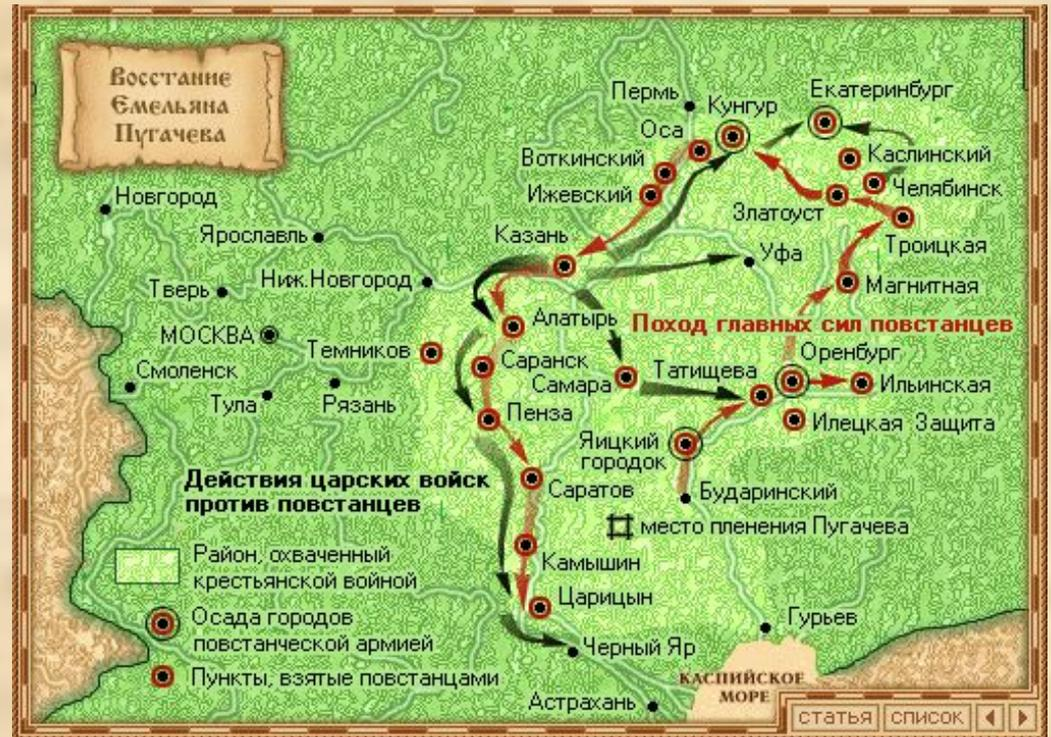 Восстание
Емельяна
Пугачева
Пермь
Кунгур
Екатеринбург
Оса
Воткинский
Каслинский
Ижевский
Челябинск
Новгород
Златоуст
Ярославль
Казань
Троицкая
Уфа
Ниж.Новгород
Тверь
Магнитная
Алатырь
Поход главных сил повстанцев
МОСКВА
Темников
Оренбург
Смоленск
Саранск
Татищева
Самара
Ильинская
Тула
Рязань
Пенза
Илецкая Защита
Яицкий
городок
Действия царских войск
против повстанцев
Саратов
Бударинский
место пленения Пугачева
Район, охваченный
крестьянской войной
Камышин
Царицын
Осада городов
повстанческой армией
Гурьев
Черный Яр
Пункты, взятые повстанцами
КАСПИЙСКОЕ
МОРЕ
Астрахань
статья
список